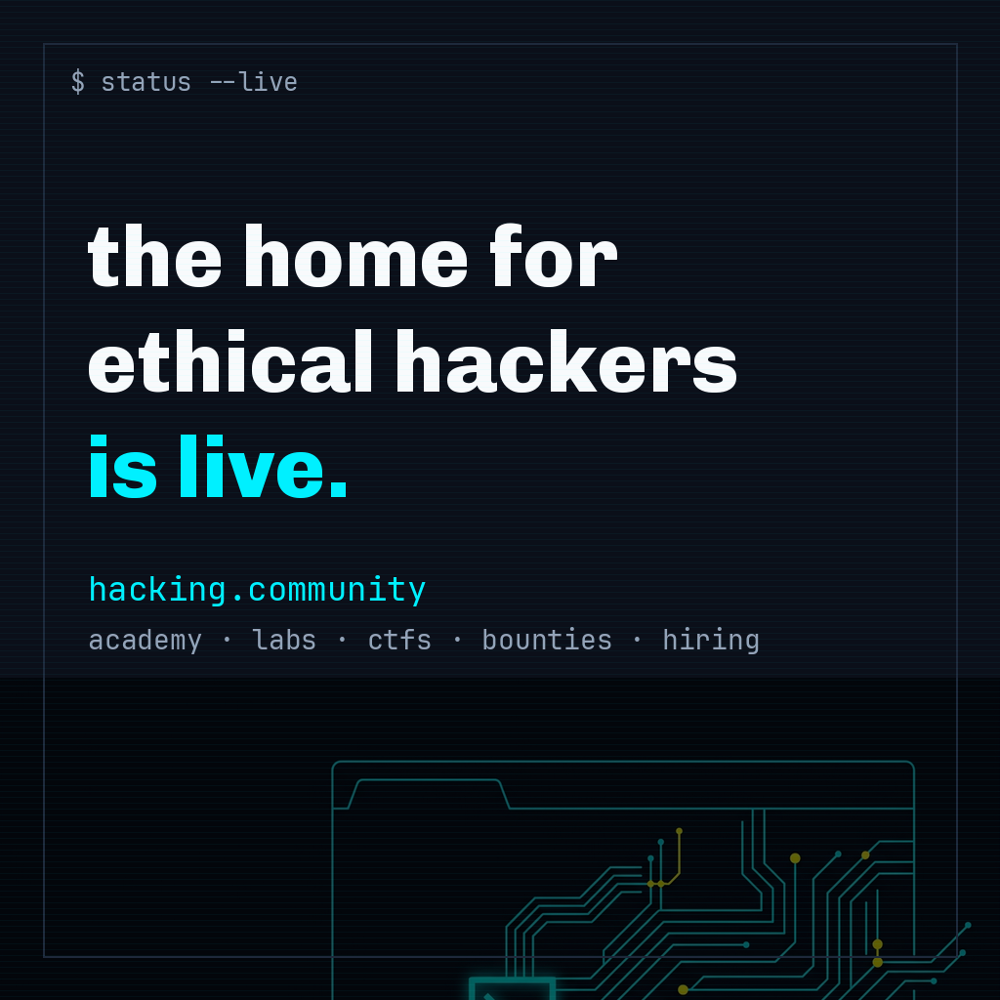 $ status --live
the home for
ethical hackers
is live.
hacking.community
academy · labs · ctfs · bounties · hiring